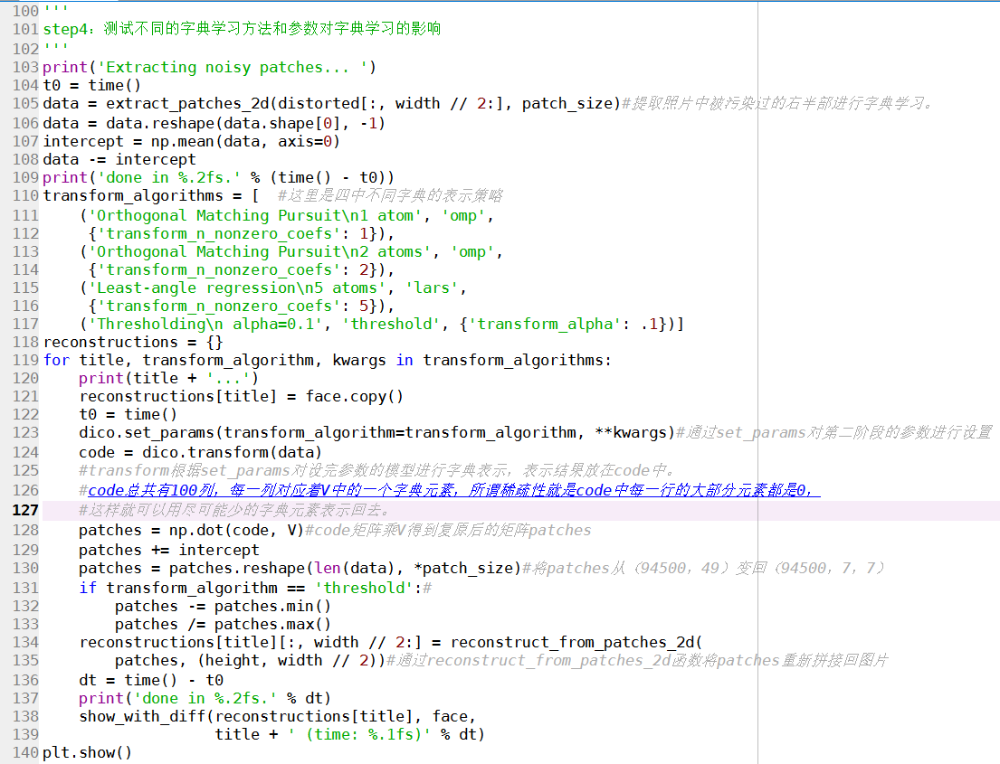 100 '''
101 step4：测试不同的字典学习方法和参数对字典学习的影响
102 '''
103 print('Extracting noisy patches... ')
104 t0 = time()
105 data = extract_patches_2d(distorted[:, width // 2:], patch_size)#提取照片中被污染过的右半部进行字典学习。
106 data = data.reshape(data.shape[0], -1)
107 intercept = np.mean(data, axis=0)
108 data -= intercept
109 print('done in %.2fs.' % (time() - t0))
110 transform_algorithms = [  #这里是四中不同字典的表示策略
111     ('Orthogonal Matching Pursuit\n1 atom', 'omp',
112      {'transform_n_nonzero_coefs': 1}),
113     ('Orthogonal Matching Pursuit\n2 atoms', 'omp',
114      {'transform_n_nonzero_coefs': 2}),
115     ('Least-angle regression\n5 atoms', 'lars',
116      {'transform_n_nonzero_coefs': 5}),
117     ('Thresholding\n alpha=0.1', 'threshold', {'transform_alpha': .1})]
118 reconstructions = {}
119 for title, transform_algorithm, kwargs in transform_algorithms:
120     print(title + '...')
121     reconstructions[title] = face.copy()
122     t0 = time()
123     dico.set_params(transform_algorithm=transform_algorithm, **kwargs)#通过set_params对第二阶段的参数进行设置
124     code = dico.transform(data)
125     #transform根据set_params对设完参数的模型进行字典表示，表示结果放在code中。
126     #code总共有100列，每一列对应着V中的一个字典元素，所谓稀疏性就是code中每一行的大部分元素都是0，
127     #这样就可以用尽可能少的字典元素表示回去。
128     patches = np.dot(code, V)#code矩阵乘V得到复原后的矩阵patches
129     patches += intercept
130     patches = patches.reshape(len(data), *patch_size)#将patches从（94500，49）变回（94500，7，7）
131     if transform_algorithm == 'threshold':#
132         patches -= patches.min()
133         patches /= patches.max()
134     reconstructions[title][:, width // 2:] = reconstruct_from_patches_2d(
135         patches, (height, width // 2))#通过reconstruct_from_patches_2d函数将patches重新拼接回图片
136     dt = time() - t0
137     print('done in %.2fs.' % dt)
138     show_with_diff(reconstructions[title], face,
139                    title + ' (time: %.1fs)' % dt)
140 plt.show()